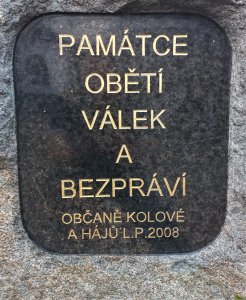 PAMÁTCE
OBĚTÍ
VÁLEK
A
BEZPRÁVÍ
OBČANÉ KOLOVÉ
A HÁJŮ L.P.2008